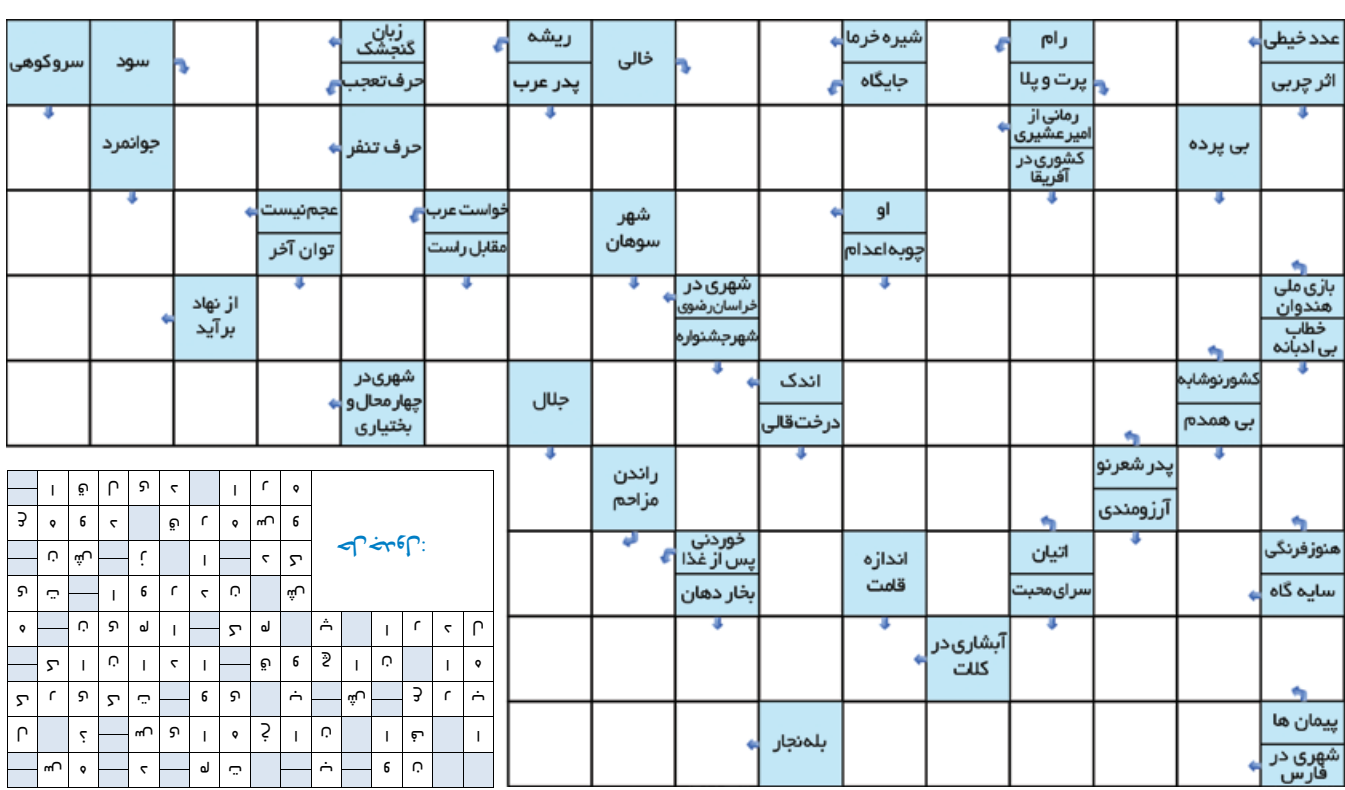 عدد خیطی
اثر چربی
رام
پرت و پلا
شیره خرما
جایگاه
خالی
ریشه
پدر عرب
زبان
گنجشک
حرف تعجب
سود
سروکوهی
بی پرده
رمانی از
امیرعشیری
کشوری در
آفریقا
حرف تنفر
جوانمرد
او
چوبه اعدام
شهر
سوهان
خواست عرب
مقابل راست
عجم نیست
توان آخر
بازی ملی
هندوان
خطاب
بی ادبانه
شهری در
خراسان رضوی
شهر جشنواره
از نهاد
برآید
کشور نوشابه
بی همدم
اندک
درخت قالی
جلال
شهری در
چهارمحال و
بختیاری
پدر شعر نو
آرزومندی
راندن
مزاحم
هنوز فرنگی
سایه گاه
اتیان
سرای محبت
اندازه
قامت
خوردنی
پس از غذا
بخار دهان
آبشاری در
کلات
پیمان ها
شهری در
فارس
بله نجار
حل جدول:
س ه د م ت ب و ن
ل ذ س ی ا ه خ ا ن ا ف ا
ک ر ی ک ت و ی ب ش ع ر ب
ک ا ن ا د ا ق و چ ا ن ا ه
ه ن ی م ا ک م پ ا ر د ل
ی ت ا و ر د ن ش
ن ش ز ا د ک
ع ه و د ق ر ه س و
ا ق ل ی د ا ر ه